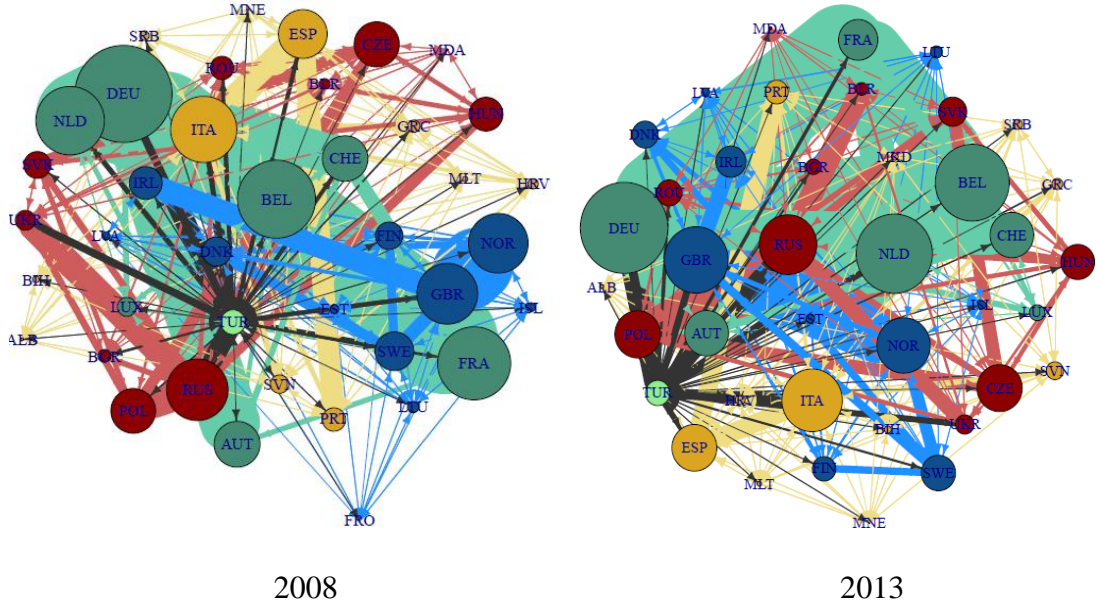 MNE
SRB
ESP
CZE
MDA
ROU
BGR
DEU
NLD
ITA
HUN
GRC
CHE
SVK
IRL
BEL
MLT
HRV
UKR
LVA
DNK
FIN
NOR
BIH
LUX
TUR
EST
GBR
ISL
ALB
BGR
SWE
FRA
RUS
SVN
POL
PRT
LTU
AUT
FRO
2008
MDA
FRA
LTU
LVA
PRT
BLR
SVK
DNK
SRB
IRL
BGR
MKD
ROU
BEL
GRC
DEU
GBR
RUS
NLD
CHE
HUN
ALB
ISL
LUX
POL
AUT
EST
NOR
TUR
HRV
ITA
CZE
SVN
BIH
UKR
ESP
FIN
SWE
MLT
MNE
2013